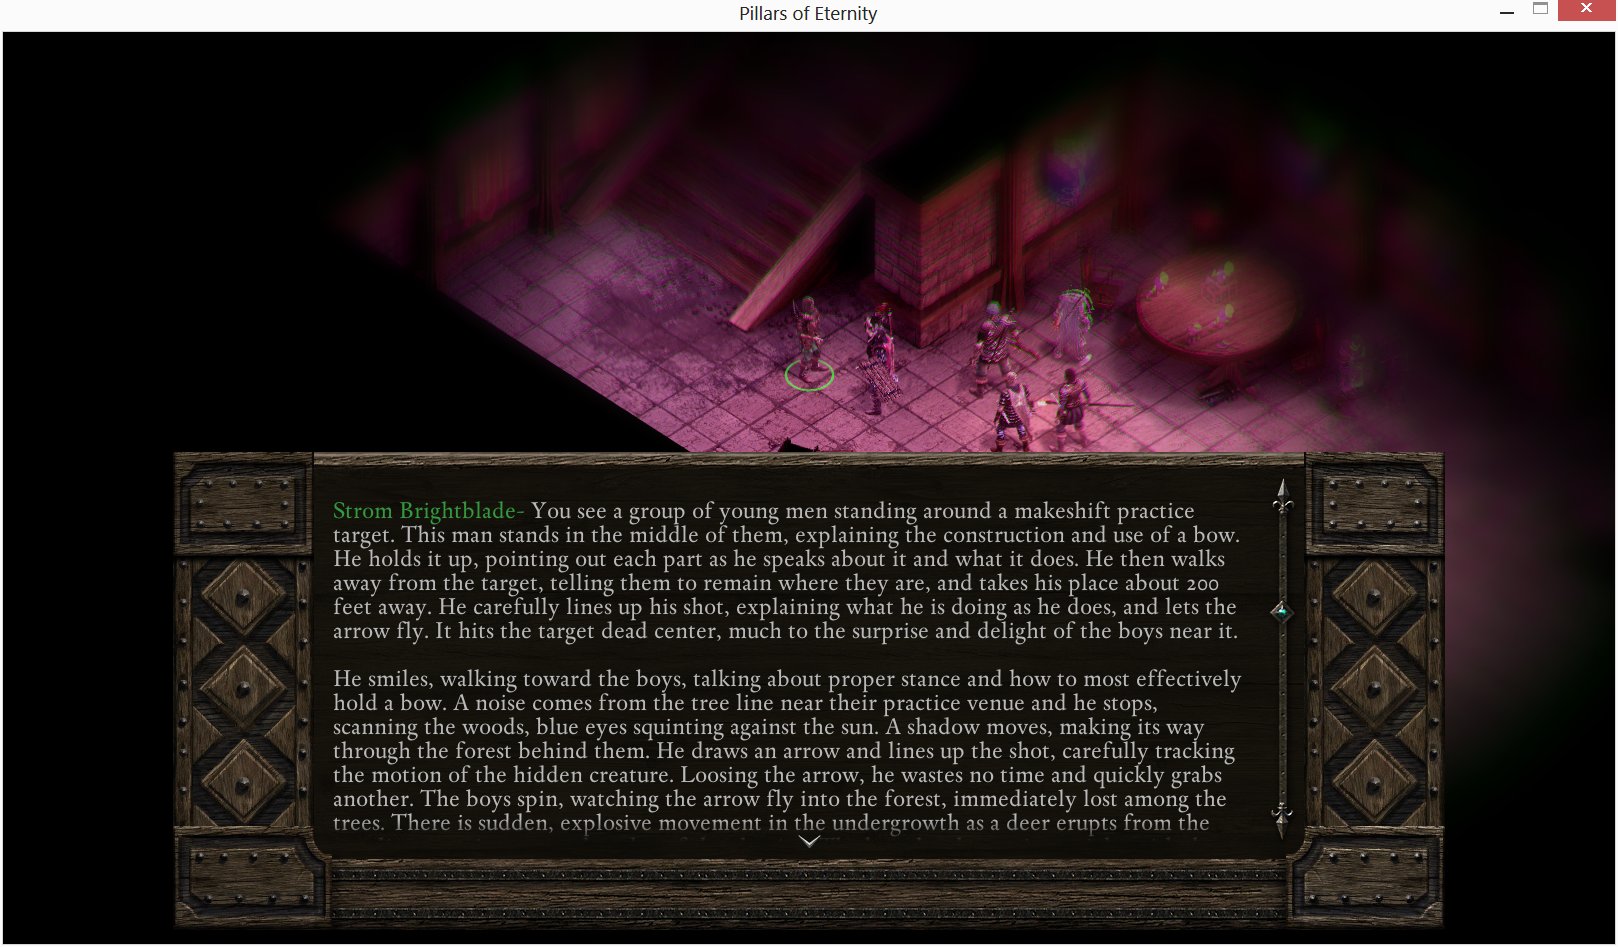 Pillars of Eternity
Strom Brightblade- You see a group of young men standing around a makeshift practice
target. This man stands in the middle of them, explaining the construction and use of a bow.
He holds it up, pointing out each part as he speaks about it and what it does. He then walks
away from the target, telling them to remain where they are, and takes his place about 200
feet away. He carefully lines up his shot, explaining what he is doing as he does, and lets the
arrow fly. It hits the target dead center, much to the surprise and delight of the boys near it.
He smiles, walking toward the boys, talking about proper stance and how to most effectively
hold a bow. A noise comes from the tree line near their practice venue and he stops,
scanning the woods, blue eyes squinting against the sun. A shadow moves, making its way
through the forest behind them. He draws an arrow and lines up the shot, carefully tracking
the motion of the hidden creature. Loosing the arrow, he wastes no time and quickly grabs
another. The boys spin, watching the arrow fly into the forest, immediately lost among the
trees. There is sudden, explosive movement in the undergrowth as a deer erupts from the